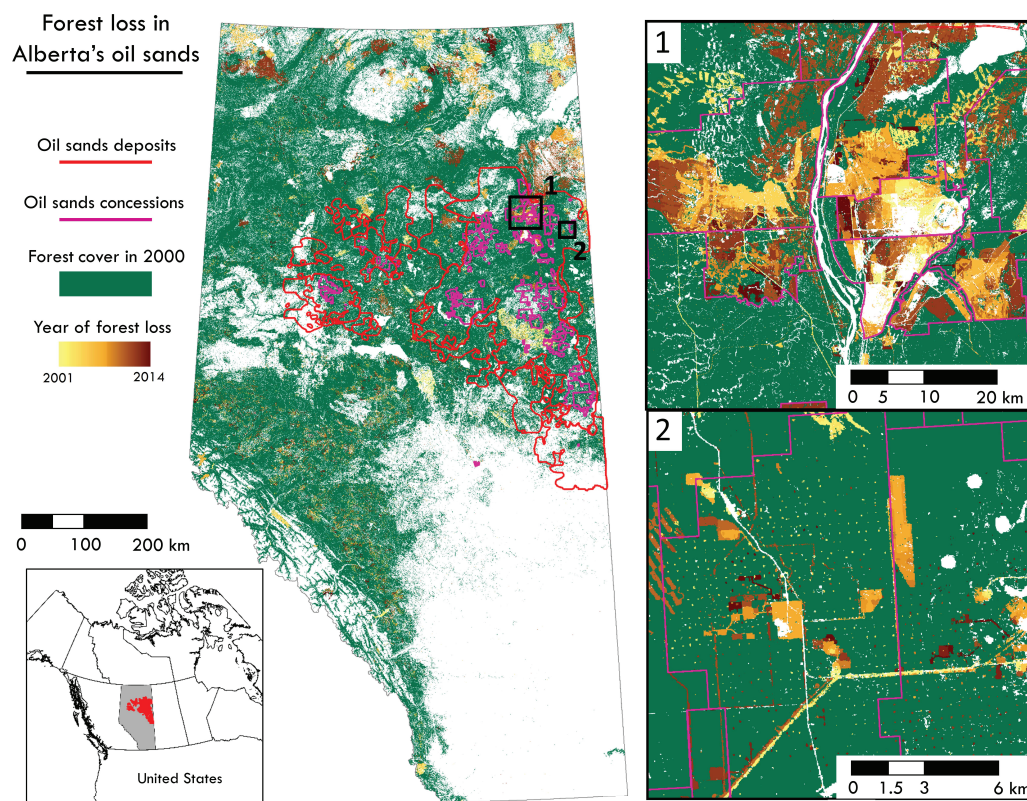 Forest loss in
Alberta's oil sands
Oil sands deposits
Oil sands concessions
Forest cover in 2000
Year of forest loss
2001 2014
0 100 200 km
United States
1
2
1
0 5 10 20 km
2
0 1.5 3 6 km